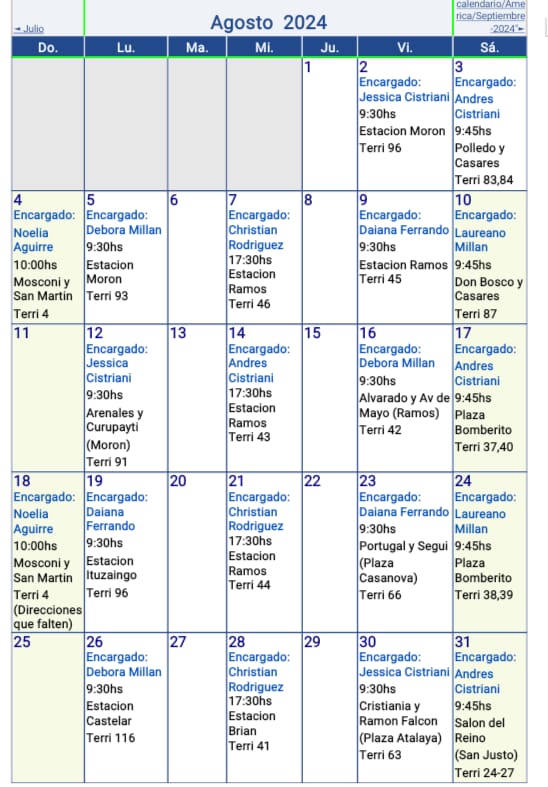 calendario/Ame
rica/Septiembre
-2024"►
◄ Julio
Agosto 2024
Do.
Lu.
Ma.
Mi.
Ju.
Vi.
Sá.
1
2
Encargado:
Jessica Cistriani
9:30hs
Estacion Moron
Terri 96
3
Encargado:
Andres
Cistriani
9:45hs
Polledo y
Casares
Terri 83,84
4
Encargado:
Noelia
Aguirre
10:00hs
Mosconi y
San Martin
Terri 4
5
Encargado:
Debora Millan
9:30hs
Estacion
Moron
Terri 93
6
7
Encargado:
Christian
Rodriguez
17:30hs
Estacion
Ramos
Terri 46
8
9
Encargado:
Daiana Ferrando
9:30hs
Estacion Ramos
Terri 45
10
Encargado:
Laureano
Millan
9:45hs
Don Bosco y
Casares
Terri 87
11
12
Encargado:
Jessica
Cistriani
9:30hs
Arenales y
Curupayti
(Moron)
Terri 91
13
14
Encargado:
Andres
Cistriani
17:30hs
Estacion
Ramos
Terri 43
15
16
Encargado:
Debora Millan
9:30hs
Alvarado y Av de
Mayo (Ramos)
Terri 42
17
Encargado:
Andres
Cistriani
9:45hs
Plaza
Bomberito
Terri 37,40
18
Encargado:
Noelia
Aguirre
10:00hs
Mosconi y
San Martin
Terri 4
(Direcciones
que falten)
19
Encargado:
Daiana
Ferrando
9:30hs
Estacion
Ituzaingo
Terri 96
20
21
Encargado:
Christian
Rodriguez
17:30hs
Estacion
Ramos
Terri 44
22
23
Encargado:
Daiana Ferrando
9:30hs
Portugal y Segui
(Plaza
Casanova)
Terri 66
24
Encargado:
Laureano
Millan
9:45hs
Plaza
Bomberito
Terri 38,39
25
26
Encargado:
Debora Millan
9:30hs
Estacion
Castelar
Terri 116
27
28
Encargado:
Christian
Rodriguez
17:30hs
Estacion
Brian
Terri 41
29
30
Encargado:
Jessica Cistriani
9:30hs
Cristiania y
Ramon Falcon
(Plaza Atalaya)
Terri 63
31
Encargado:
Andres
Cistriani
9:45hs
Salon del
Reino
(San Justo)
Terri 24-27